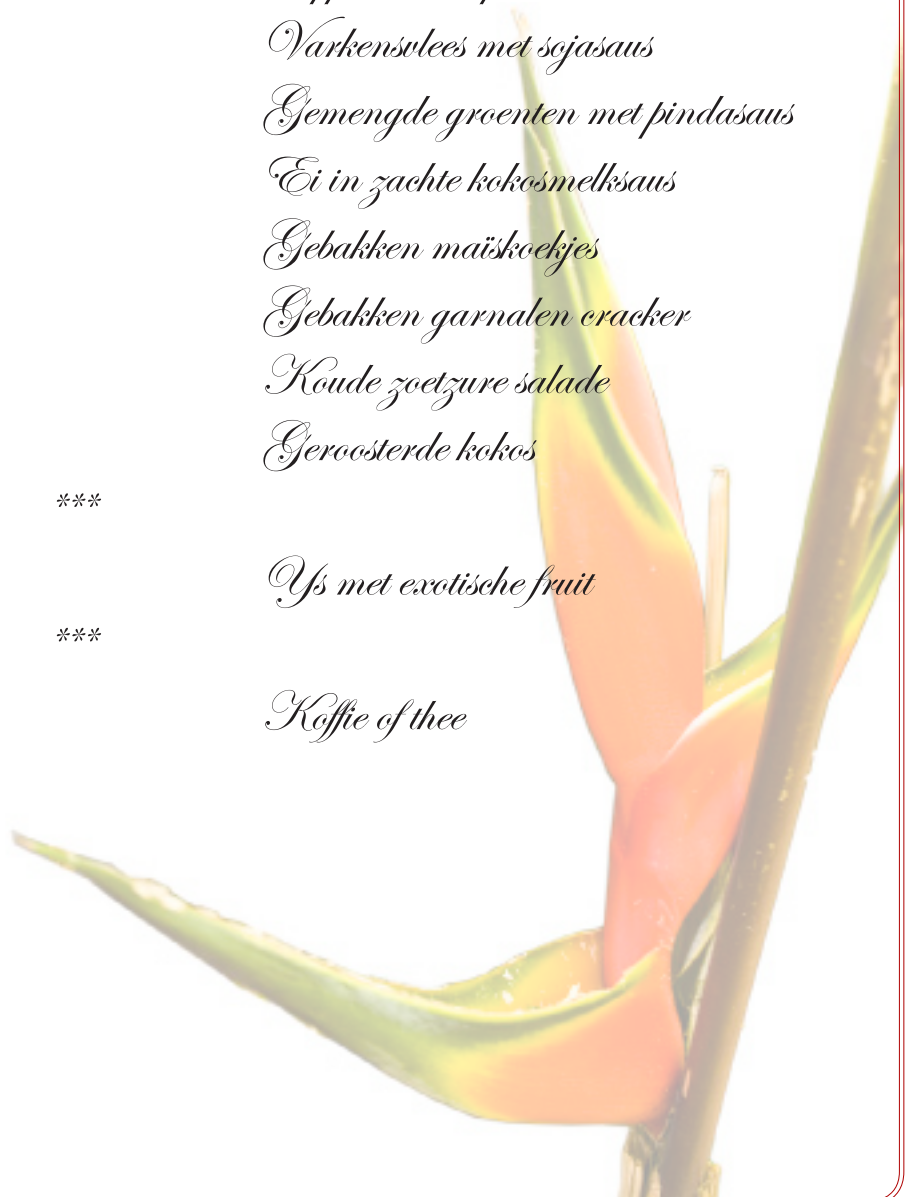 Varkensvlees met sojasaus
Gemengde groenten met pindasaus
Ei in zachte kokosmelksaus
Gebakken maïskoekjes
Gebakken garnalen cracker
Koude zoetzure salade
Geroosterde kokos
***
Ys met exotische fruit
***
Koffie of thee